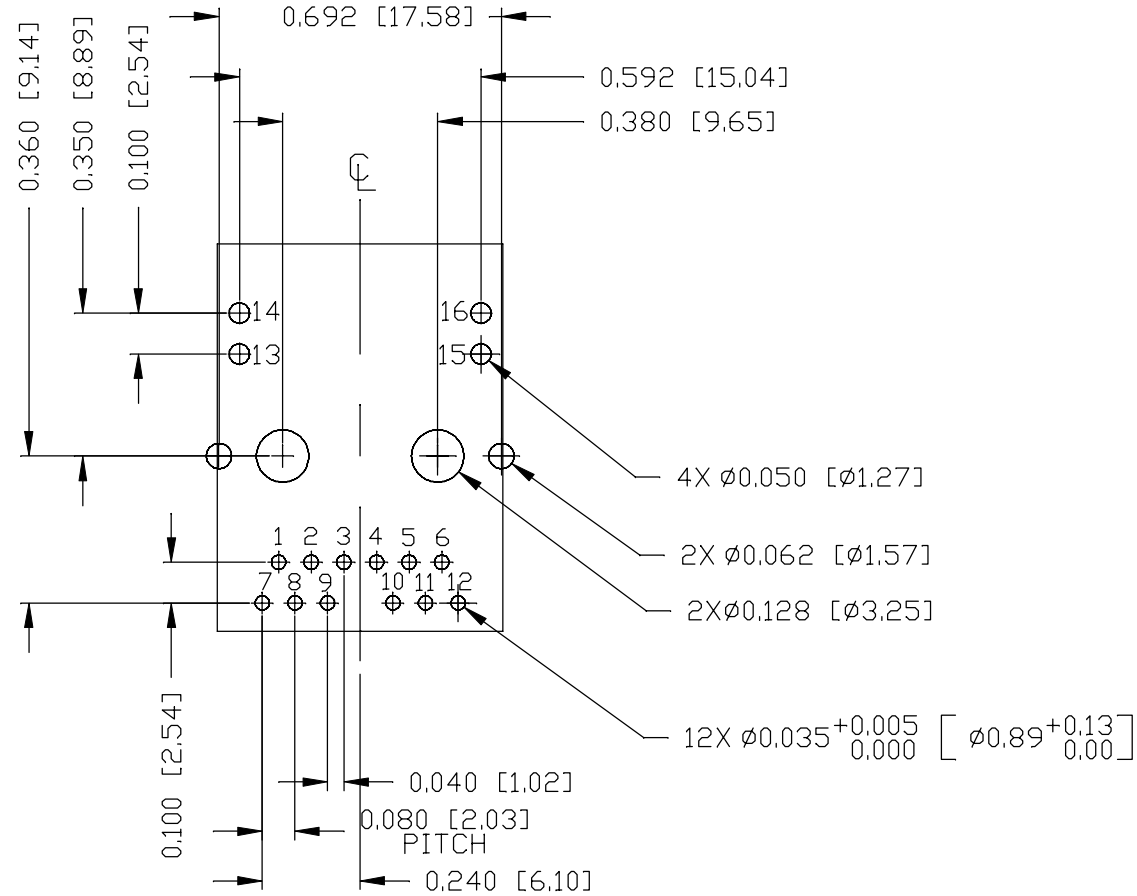 0.692 [17.58]
0.592 [15.04]
0.380 [9.65]
0.360 [9.14]
0.350 [8.89]
0.100 [2.54]
CL
14
16
13
15
4X ø0.050 [ø1.27]
1 2 3 4 5 6
2X ø0.062 [ø1.57]
7 8 9 10 11 12
2Xø0.128 [ø3.25]
12X ø0.035 +0.005 0.000 [ ø0.89 +0.13 0.00 ]
0.100 [2.54]
0.040 [1.02]
0.080 [2.03]
PITCH
0.240 [6.10]